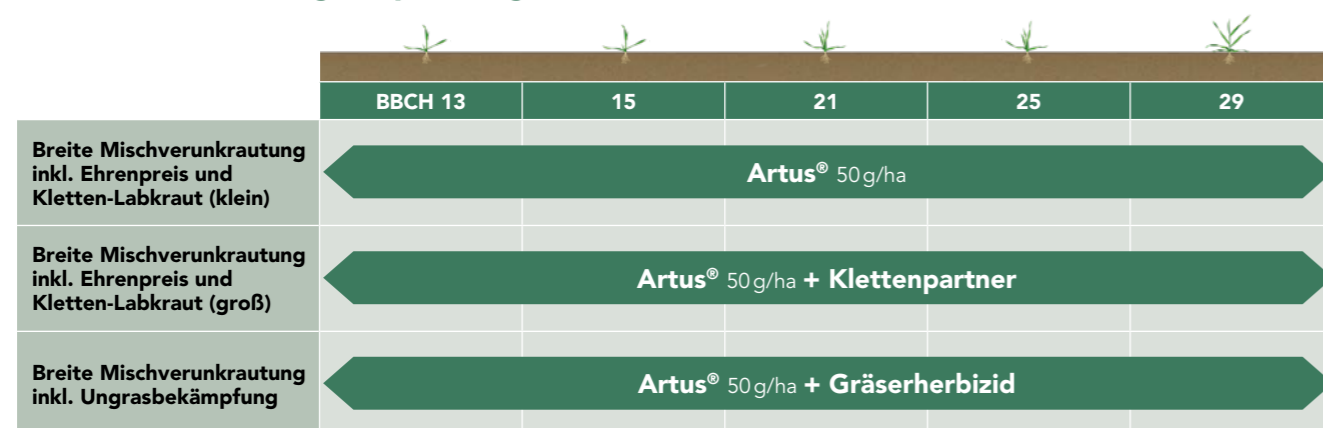 BBCH 13 15 21 25 29
Breite Mischverunkrautung
inkl. Ehrenpreis und
Kletten-Labkraut (klein)
Artus® 50 g/ha
Breite Mischverunkrautung
inkl. Ehrenpreis und
Kletten-Labkraut (groß)
Artus® 50 g/ha + Klettenpartner
Breite Mischverunkrautung
inkl. Ungrasbekämpfung
Artus® 50 g/ha + Gräserherbizid